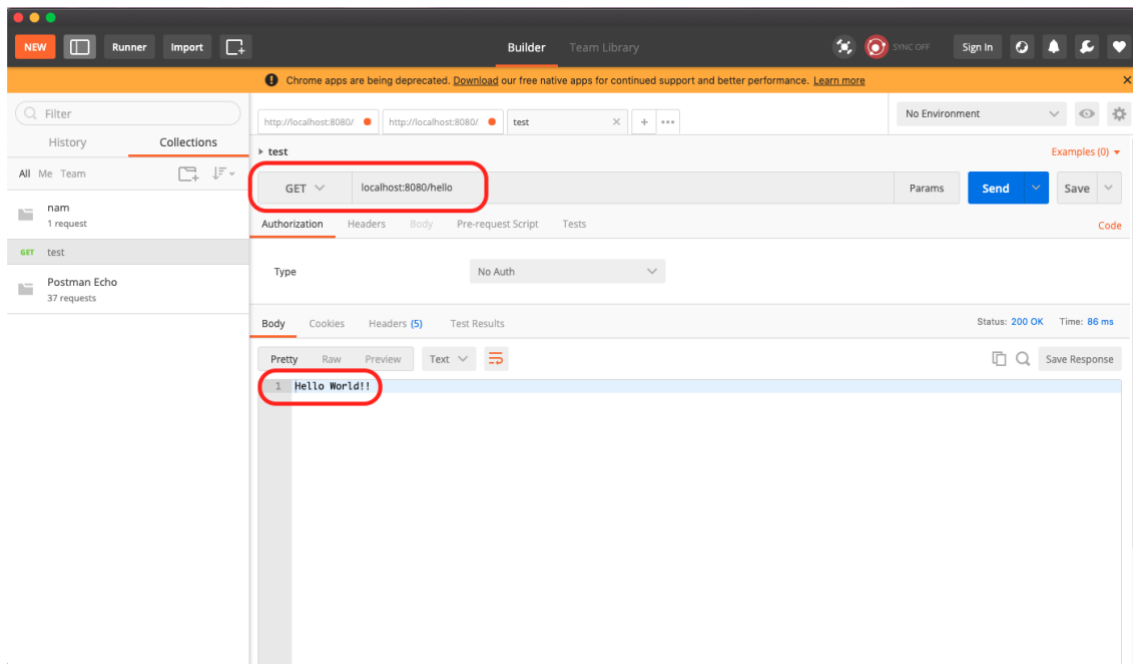 NEW Runner Import Builder Team Library SYNC OFF Sign In
Chrome apps are being deprecated. Download our free native apps for continued support and better performance. Learn more
Filter
History Collections
All Me Team
nam
1 request
GET test
Postman Echo
37 requests
http://localhost:8080/ http://localhost:8080/ test No Environment
test Examples (0)
GET localhost:8080/hello Params Send Save
Authorization Headers Body Pre-request Script Tests Code
Type No Auth
Body Cookies Headers (5) Test Results Status: 200 OK Time: 86 ms
Pretty Raw Preview Text Save Response
1 Hello World!!